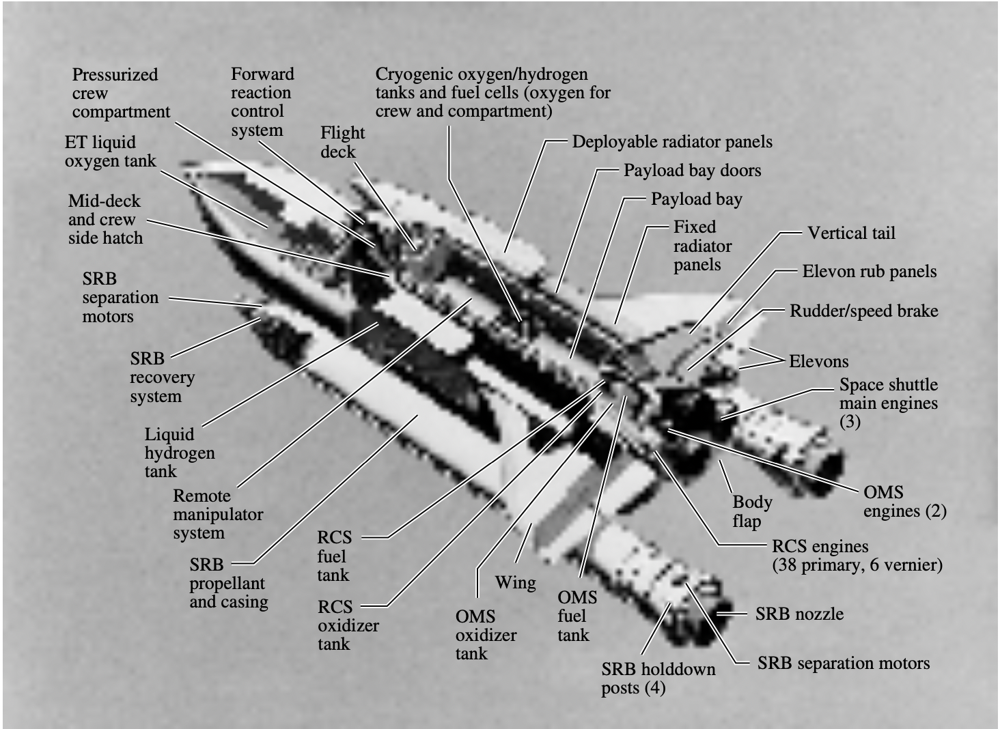 Pressurized
crew
compartment
Forward
reaction
control
system
Cryogenic oxygen/hydrogen
tanks and fuel cells (oxygen for
crew and compartment)
Flight
deck
ET liquid
oxygen tank
Deployable radiator panels
Payload bay doors
Mid-deck
and crew
side hatch
Payload bay
Fixed
radiator
panels
Vertical tail
SRB
separation
motors
Elevon rub panels
Rudder/speed brake
SRB
recovery
system
Elevons
Space shuttle
main engines
(3)
Liquid
hydrogen
tank
Remote
manipulator
system
OMS
engines (2)
Body
flap
RCS
fuel
tank
RCS engines
(38 primary, 6 vernier)
SRB
propellant
and casing
Wing
OMS
fuel
tank
RCS
oxidizer
tank
OMS
oxidizer
tank
SRB nozzle
SRB separation motors
SRB holddown
posts (4)